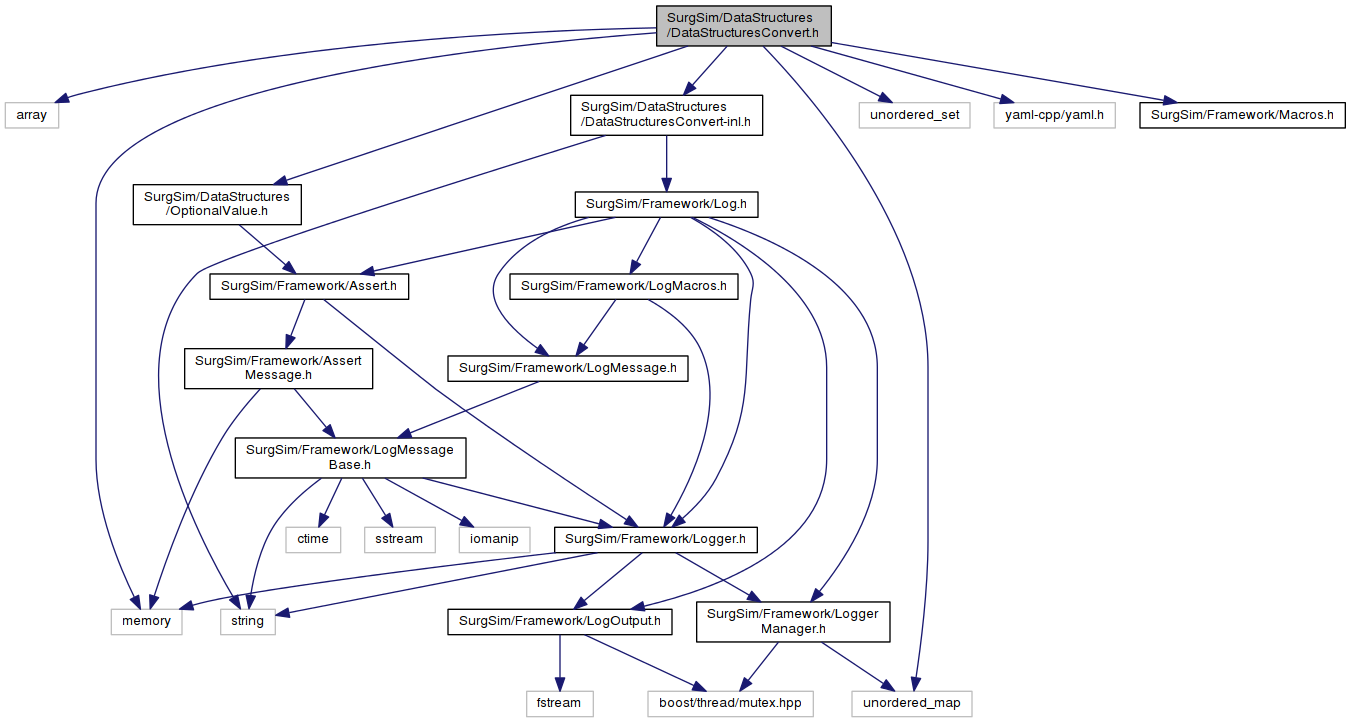 SurgSim/DataStructures
/DataStructuresConvert.h
array
SurgSim/DataStructures
/DataStructuresConvert-inl.h
unordered_set
yaml-cpp/yaml.h
SurgSim/Framework/Macros.h
SurgSim/DataStructures
/OptionalValue.h
SurgSim/Framework/Log.h
SurgSim/Framework/Assert.h
SurgSim/Framework/LogMacros.h
SurgSim/Framework/Assert
Message.h
SurgSim/Framework/LogMessage.h
SurgSim/Framework/LogMessage
Base.h
ctime
sstream
iomanip
SurgSim/Framework/Logger.h
memory
string
SurgSim/Framework/LogOutput.h
SurgSim/Framework/Logger
Manager.h
fstream
boost/thread/mutex.hpp
unordered_map